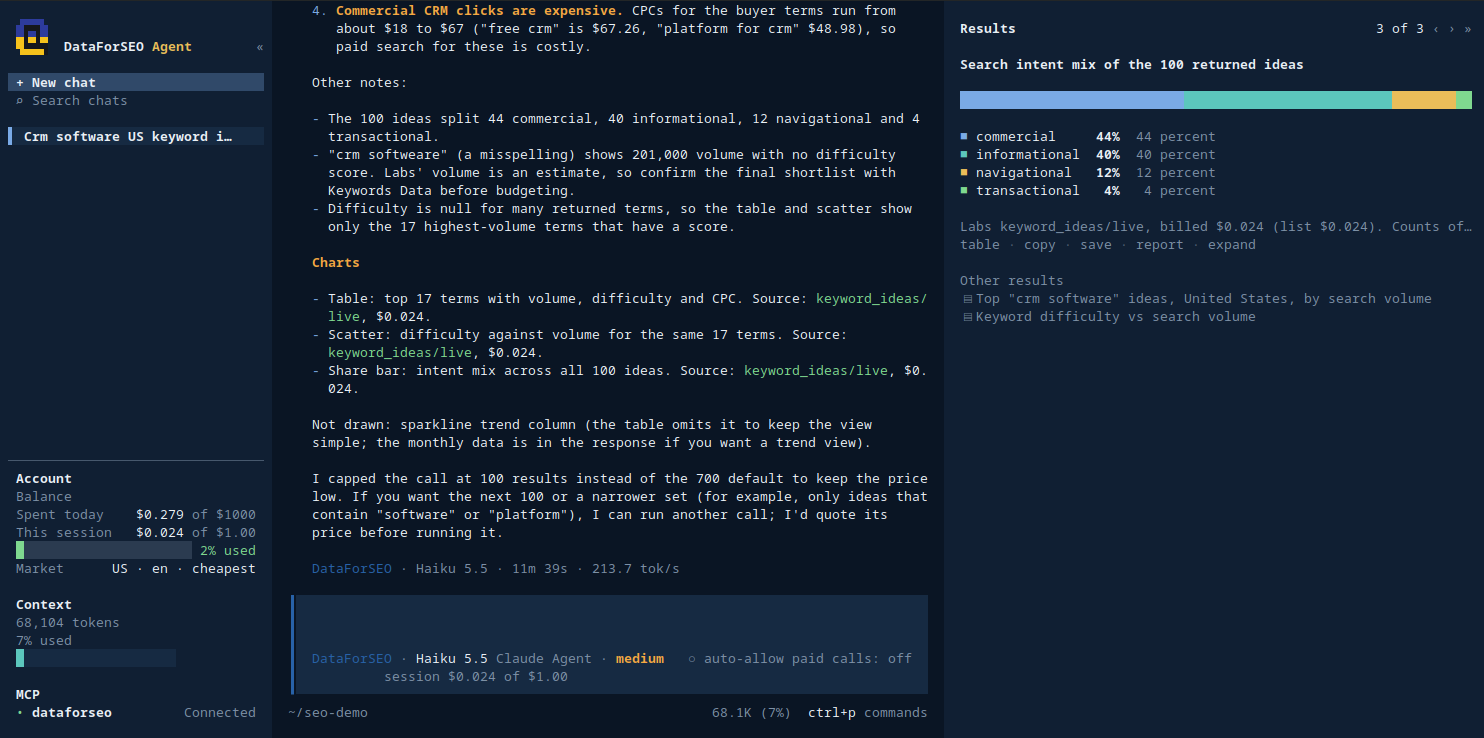 DataForSEO Agent «
+ New chat
⌕ Search chats
Crm software US keyword i…
Account
Balance
Spent today $0.279 of $1000
This session $0.024 of $1.00
2% used
Market US · en · cheapest
Context
68,104 tokens
7% used
MCP
• dataforseo Connected
4. Commercial CRM clicks are expensive. CPCs for the buyer terms run from
about $18 to $67 ("free crm" is $67.26, "platform for crm" $48.98), so
paid search for these is costly.
Other notes:
- The 100 ideas split 44 commercial, 40 informational, 12 navigational and 4
transactional.
- "crm softweare" (a misspelling) shows 201,000 volume with no difficulty
score. Labs' volume is an estimate, so confirm the final shortlist with
Keywords Data before budgeting.
- Difficulty is null for many returned terms, so the table and scatter show
only the 17 highest-volume terms that have a score.
Charts
- Table: top 17 terms with volume, difficulty and CPC. Source: keyword_ideas/
live, $0.024.
- Scatter: difficulty against volume for the same 17 terms. Source:
keyword_ideas/live, $0.024.
- Share bar: intent mix across all 100 ideas. Source: keyword_ideas/live, $0.
024.
Not drawn: sparkline trend column (the table omits it to keep the view
simple; the monthly data is in the response if you want a trend view).
I capped the call at 100 results instead of the 700 default to keep the price
low. If you want the next 100 or a narrower set (for example, only ideas that
contain "software" or "platform"), I can run another call; I'd quote its
price before running it.
DataForSEO · Haiku 5.5 · 11m 39s · 213.7 tok/s
DataForSEO · Haiku 5.5 Claude Agent · medium ○ auto-allow paid calls: off
session $0.024 of $1.00
~/seo-demo 68.1K (7%) ctrl+p commands
Results 3 of 3 ‹ › »
Search intent mix of the 100 returned ideas
commercial 44% 44 percent
informational 40% 40 percent
navigational 12% 12 percent
transactional 4% 4 percent
Labs keyword_ideas/live, billed $0.024 (list $0.024). Counts of…
table · copy · save · report · expand
Other results
Top "crm software" ideas, United States, by search volume
Keyword difficulty vs search volume